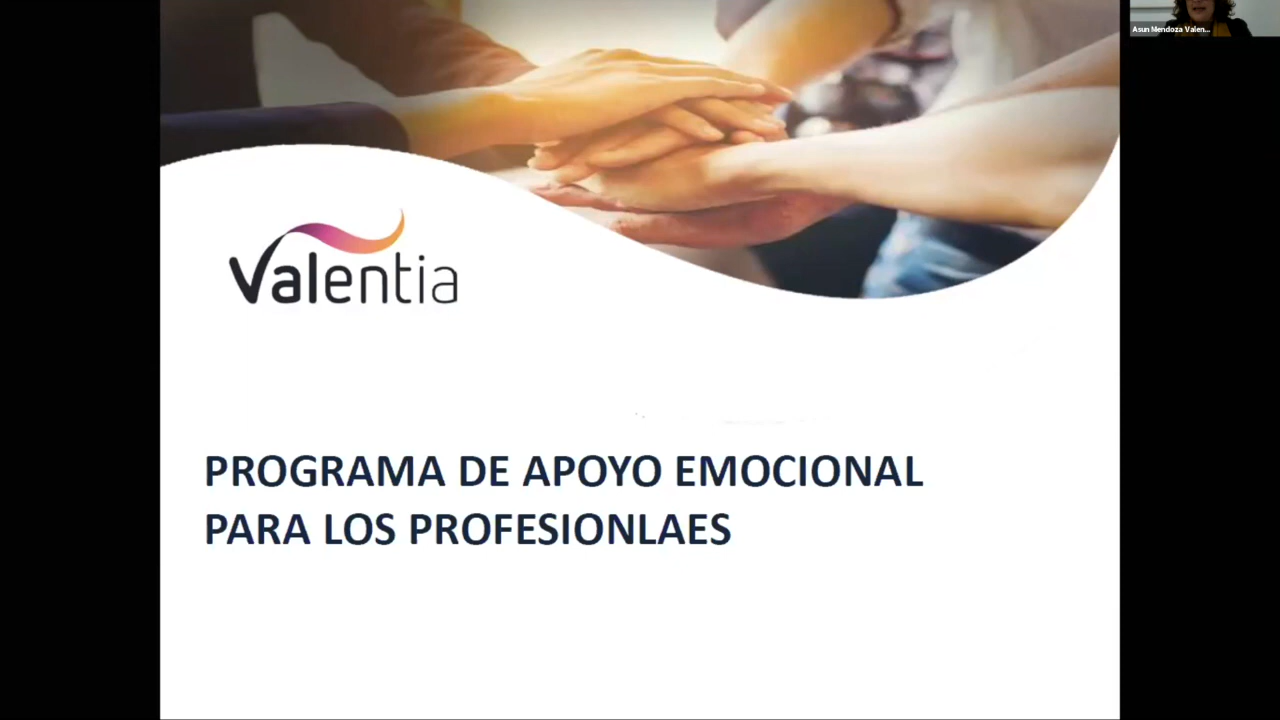 Asun Mendoza Valen...
Valentia
PROGRAMA DE APOYO EMOCIONAL
PARA LOS PROFESIONLAES